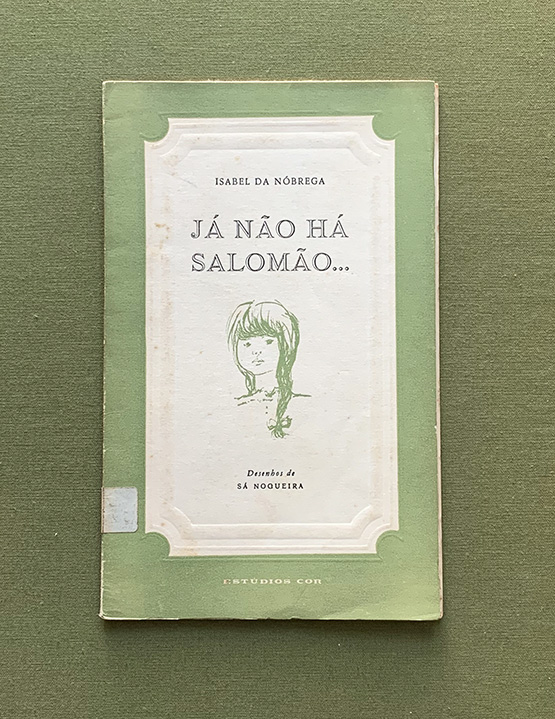 ISABEL DA NÓBREGA
JÁ NÃO HÁ
SALOMÃO...
Desenhos de
SÁ NOGUEIRA
ESTÚDIOS COR